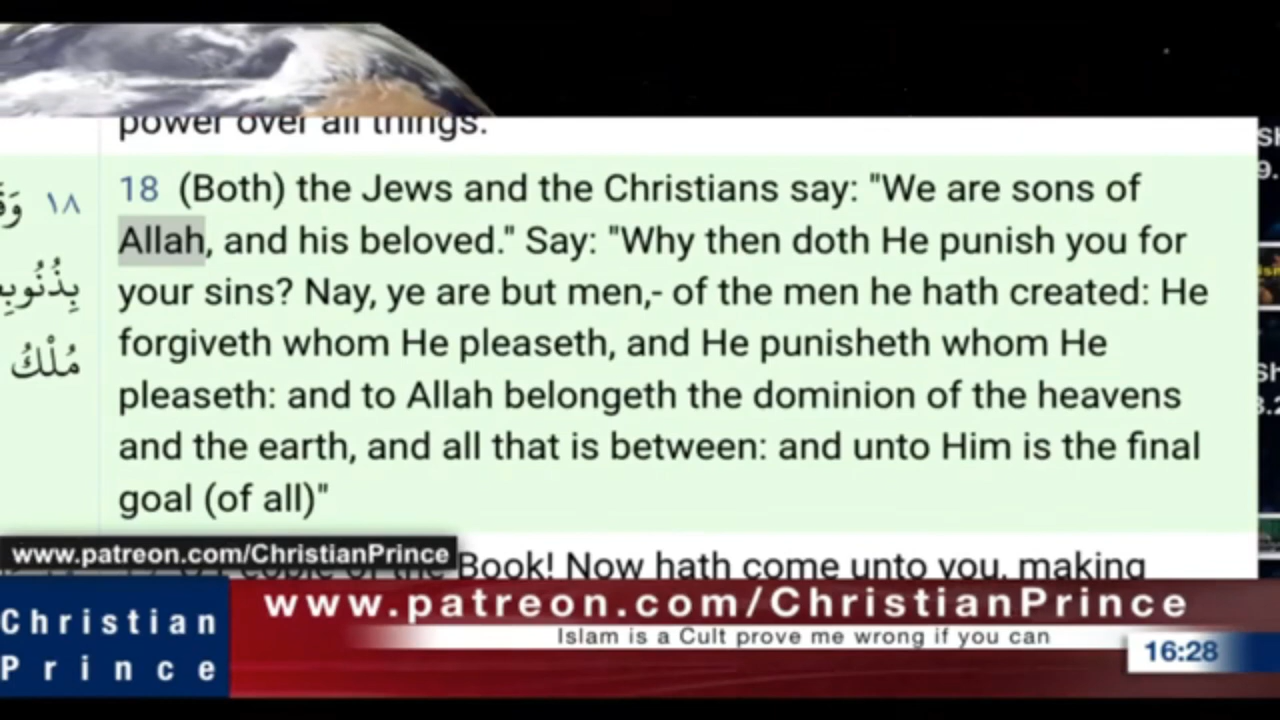 power over all things.
18 (Both) the Jews and the Christians say: "We are sons of
Allah, and his beloved." Say: "Why then doth He punish you for
your sins? Nay, ye are but men,- of the men he hath created: He
forgiveth whom He pleaseth, and He punisheth whom He
pleaseth: and to Allah belongeth the dominion of the heavens
and the earth, and all that is between: and unto Him is the final
goal (of all)"
١٨
مُلْكُ
www.patreon.com/ChristianPrince
Book! Now hath come unto you, making
Christian
Prince
www.patreon.com/ChristianPrince
Islam is a Cult prove me wrong if you can
16:28